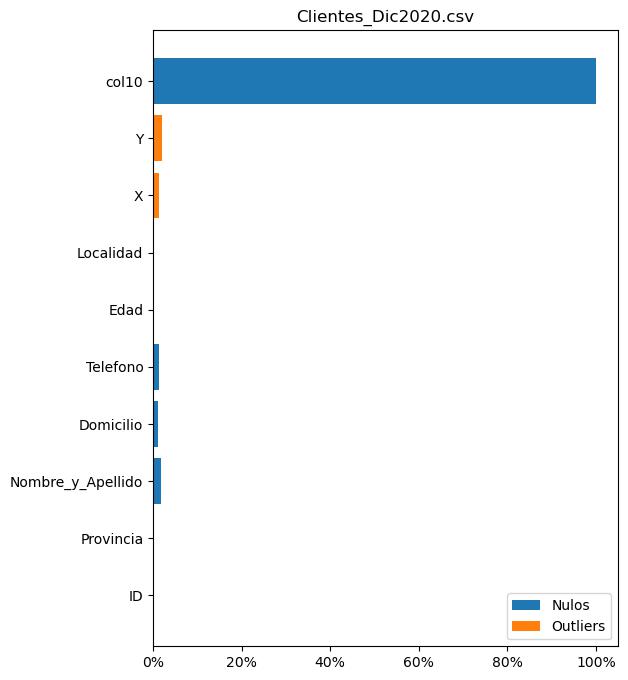 Clientes_Dic2020.csv
col10
Y
X
Localidad
Edad
Telefono
Domicilio
Nombre_y_Apellido
Provincia
ID
Nulos
Outliers
0% 20% 40% 60% 80% 100%